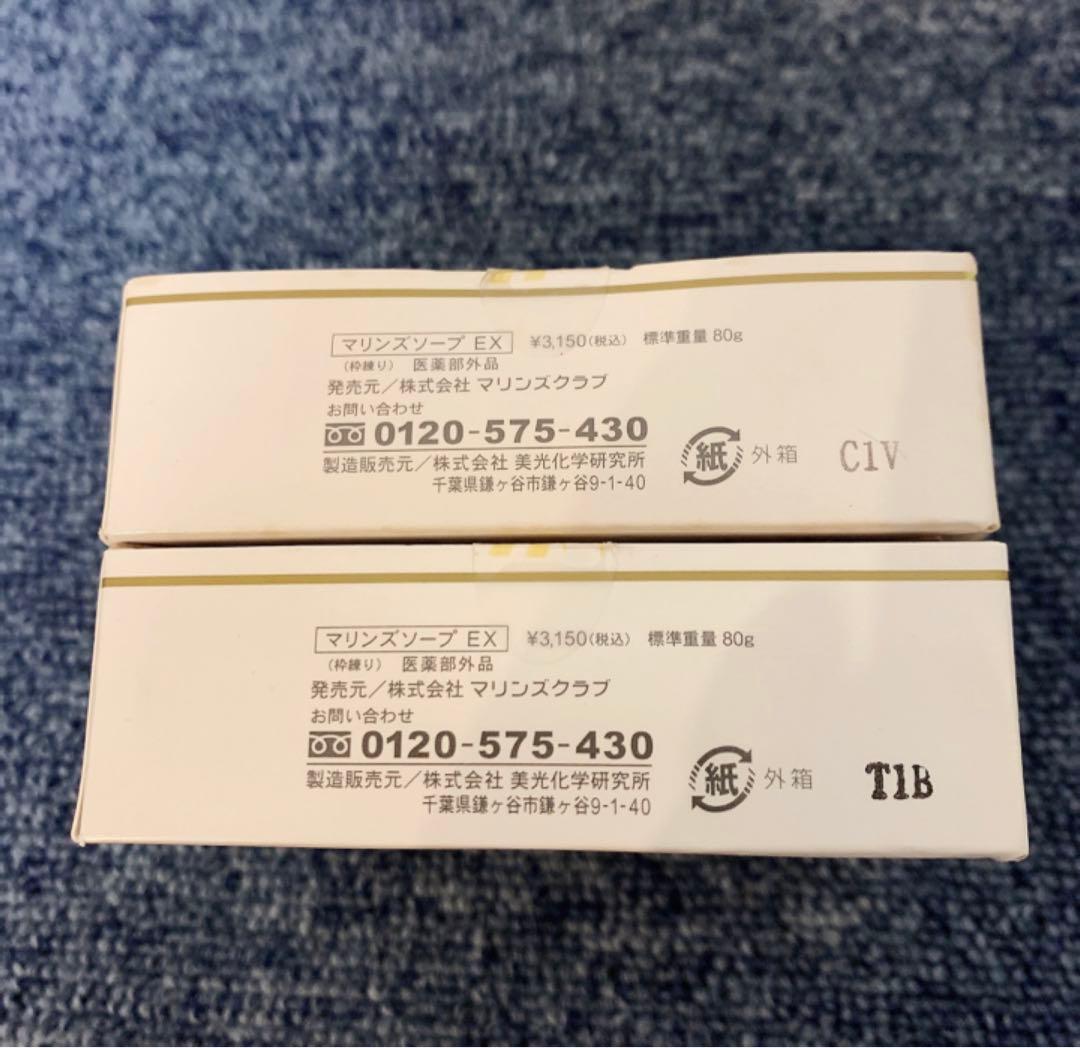 マリンズソープ EX ¥3,150(税込) 標準重量 80g
(枠練り) 医薬部外品
発売元/株式会社 マリンズクラブ
お問い合わせ
0120-575-430
製造販売元/株式会社 美光化学研究所
千葉県鎌ヶ谷市鎌ヶ谷9-1-40
紙 外箱 C1V
マリンズソープ EX ¥3,150(税込) 標準重量 80g
(枠練り) 医薬部外品
発売元/株式会社 マリンズクラブ
お問い合わせ
0120-575-430
製造販売元/株式会社 美光化学研究所
千葉県鎌ヶ谷市鎌ヶ谷9-1-40
紙 外箱 T1B